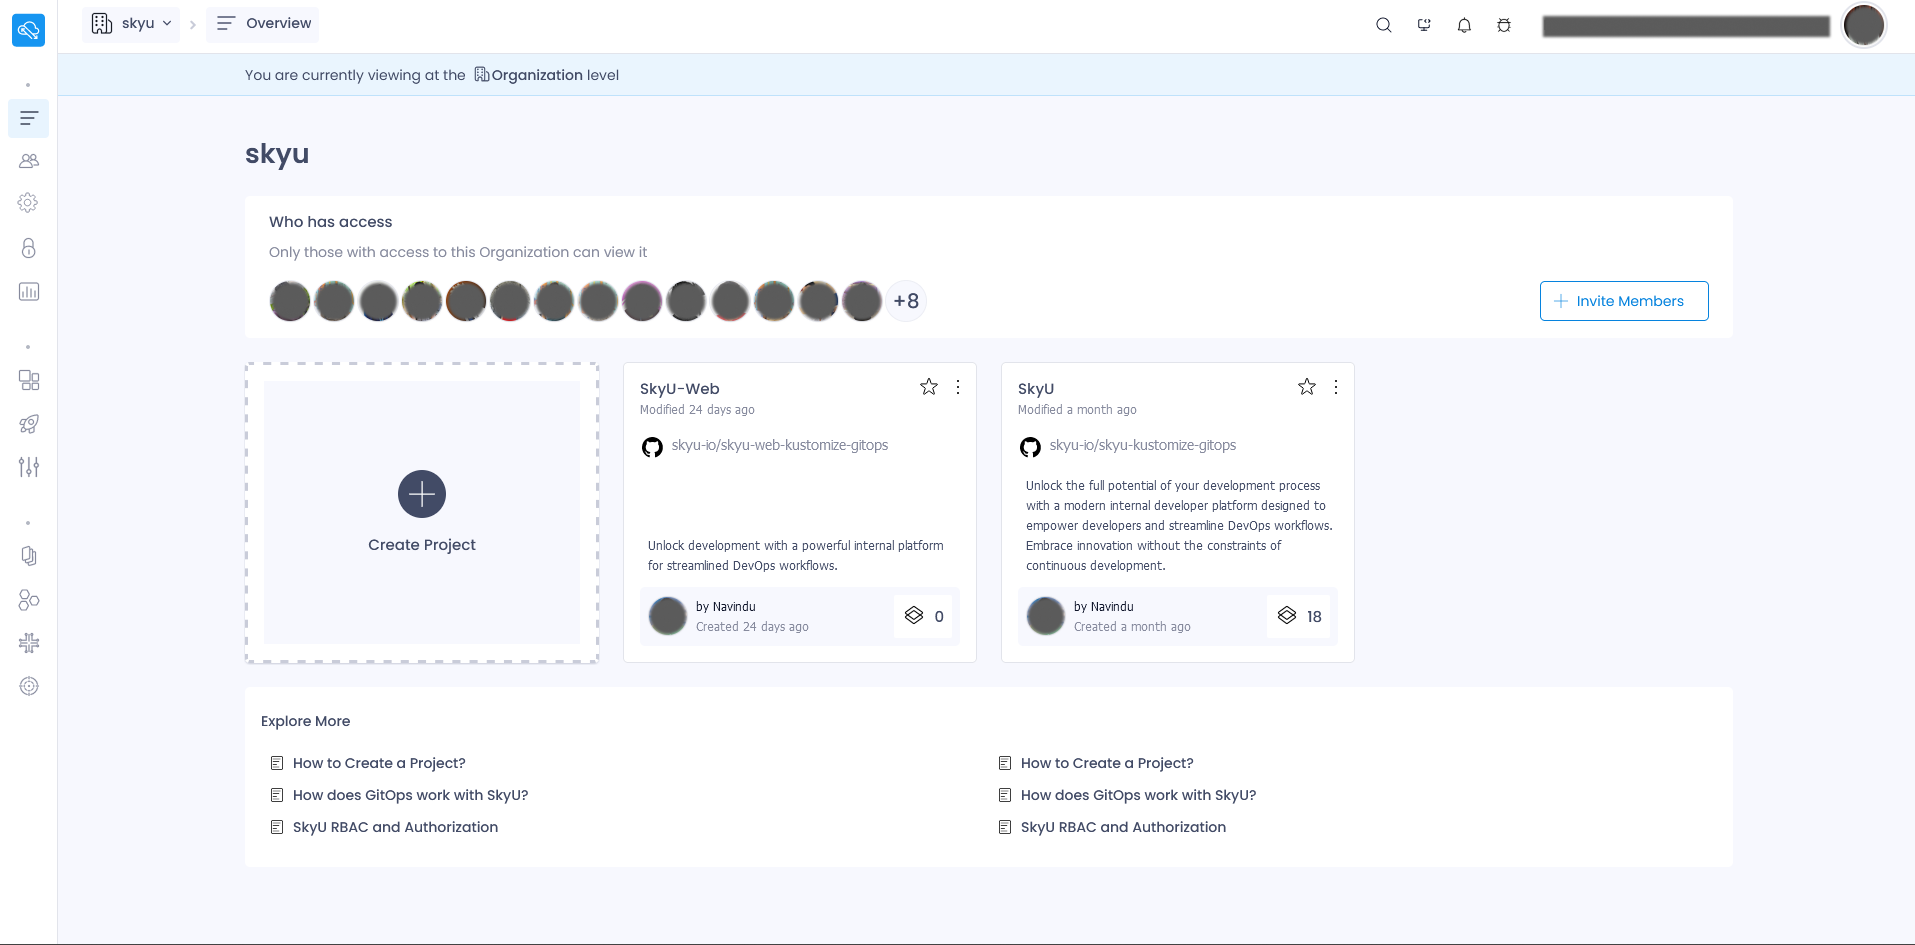 skyu
Overview
You are currently viewing at the Organization level
skyu
Who has access
Only those with access to this Organization can view it
+8
Invite Members
Create Project
SkyU-Web
Modified 24 days ago
skyu-io/skyu-web-kustomize-gitops
Unlock development with a powerful internal platform
for streamlined DevOps workflows.
by Navindu
Created 24 days ago
0
SkyU
Modified a month ago
skyu-io/skyu-kustomize-gitops
Unlock the full potential of your development process
with a modern internal developer platform designed to
empower developers and streamline DevOps workflows.
Embrace innovation without the constraints of
continuous development.
by Navindu
Created a month ago
18
Explore More
How to Create a Project?
How does GitOps work with SkyU?
SkyU RBAC and Authorization
How to Create a Project?
How does GitOps work with SkyU?
SkyU RBAC and Authorization